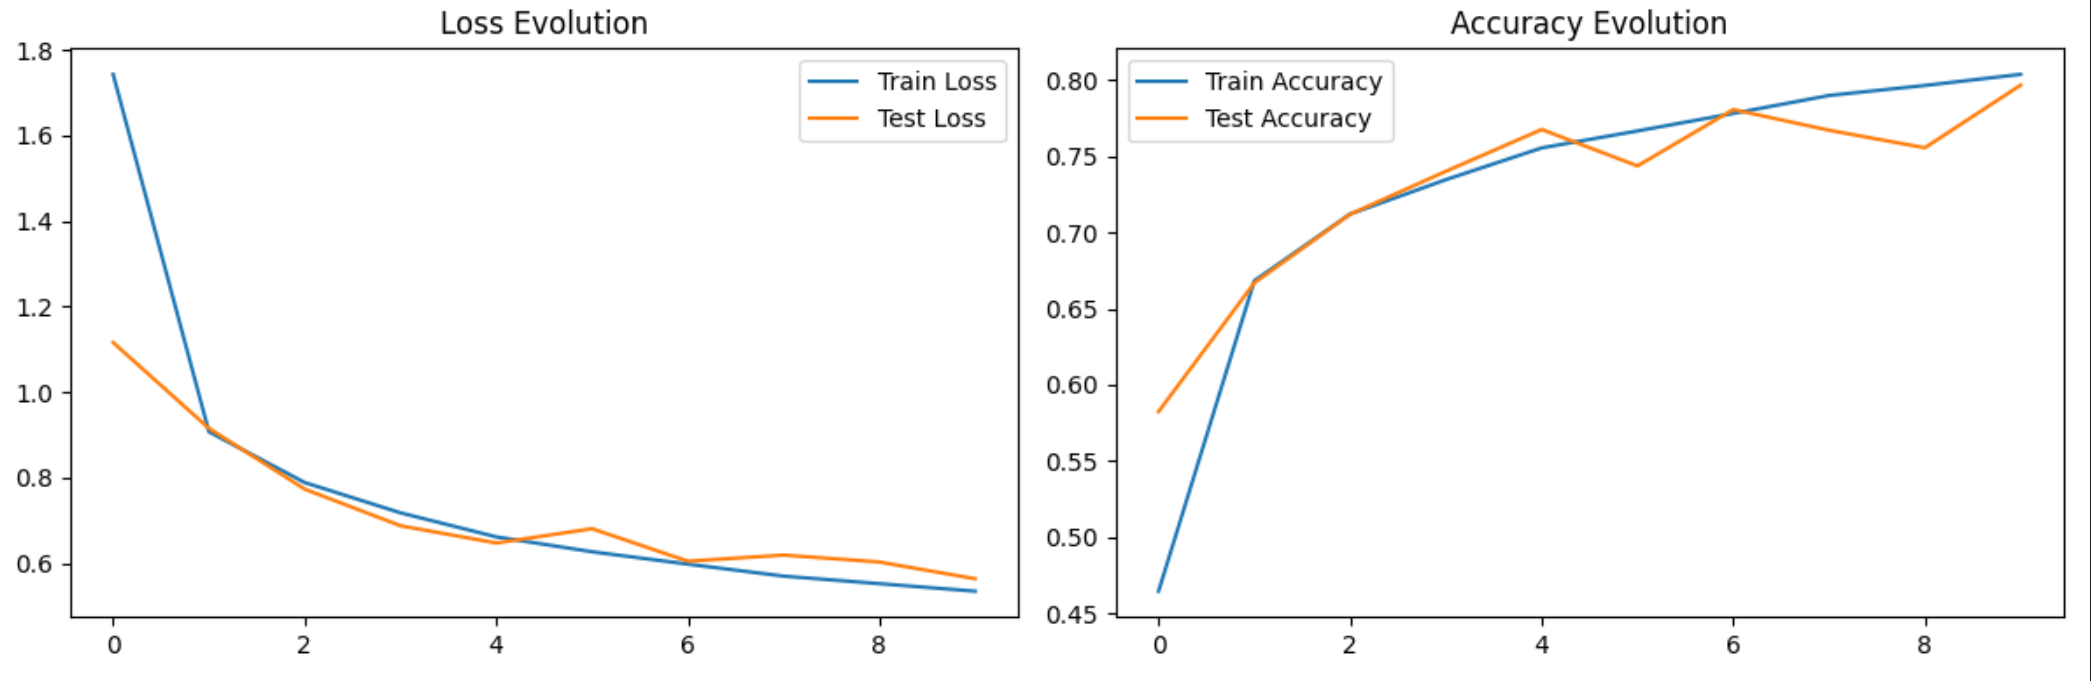 Loss Evolution
1.8
1.6
1.4
1.2
1.0
0.8
0.6
0 2 4 6 8
Train Loss
Test Loss
Accuracy Evolution
0.80
0.75
0.70
0.65
0.60
0.55
0.50
0.45
0 2 4 6 8
Train Accuracy
Test Accuracy